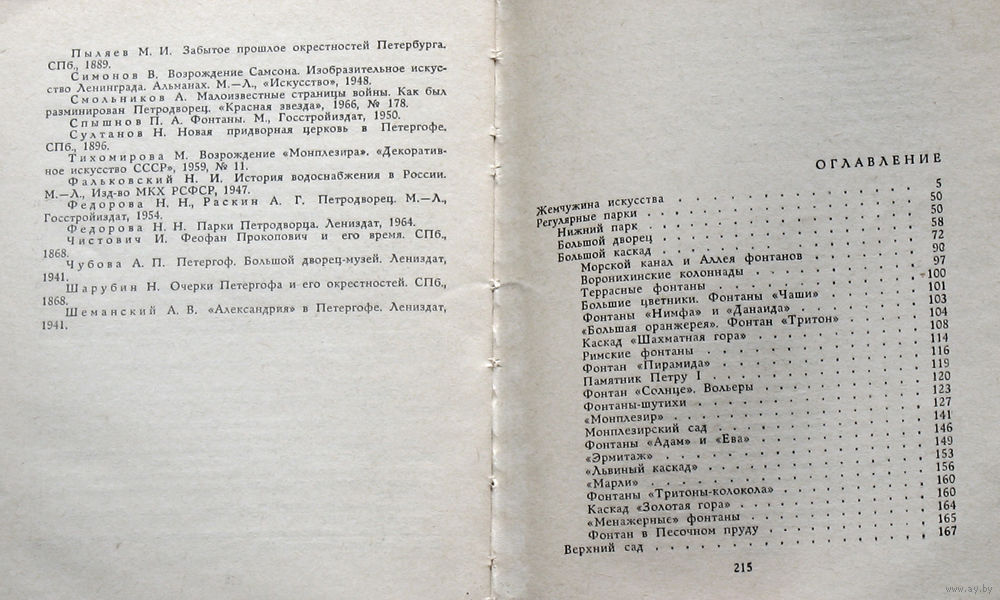 Пыляев М. И. Забытое прошлое окрестностей Петербурга.
СПб., 1889.
Симонов В. Возрождение Самсона. Изобразительное искус-
ство Ленинграда. Альманах. М.—Л., «Искусство», 1948.
Смольников А. Малоизвестные страницы войны. Как был
разминирован Петродворец. «Красная звезда», 1966, № 178.
Спышнов П. А. Фонтаны. М., Госстройиздат, 1950.
Султанов Н. Новая придворная церковь в Петергофе.
СПб., 1896.
Тихомирова М. Возрождение «Монплезира». «Декоратив-
ное искусство СССР», 1959, № 11.
Фальковский Н. И. История водоснабжения в России.
М.—Л., Изд-во МКХ РСФСР, 1947.
Федорова Н. Н., Раскин А. Г. Петродворец. М.—Л.,
Госстройиздат, 1954.
Федорова Н. Н. Парки Петродворца. Лениздат, 1964.
Чистович И. Феофан Прокопович и его время. СПб.,
1868.
Чубова А. П. Петергоф. Большой дворец-музей. Лениздат,
1941.
Шарубин Н. Очерки Петергофа и его окрестностей. СПб.,
1868.
Шеманский А. В. «Александрия» в Петергофе. Лениздат,
1941.
ОГЛАВЛЕНИЕ
Жемчужина искусства . . . 5
Регулярные парки . . . 50
Нижний парк . . . 50
Большой дворец . . . 58
Большой каскад . . . 72
Морской канал и Аллея фонтанов . . . 90
Воронихинские колоннады . . . 97
Террасные фонтаны . . . 100
Большие цветники. Фонтаны «Чаши» . . . 101
Фонтаны «Нимфа» и «Данаида» . . . 103
«Большая оранжерея». Фонтан «Тритон» . . . 104
Каскад «Шахматная гора» . . . 108
Римские фонтаны . . . 114
Фонтан «Пирамида» . . . 116
Памятник Петру I . . . 119
Фонтан «Солнце». Вольеры . . . 120
Фонтаны-шутихи . . . 123
«Монплезир» . . . 127
Монплезирский сад . . . 141
Фонтаны «Адам» и «Ева» . . . 146
«Эрмитаж» . . . 149
«Львиный каскад» . . . 153
«Марли» . . . 156
Фонтаны «Тритоны-колокола» . . . 160
Каскад «Золотая гора» . . . 160
«Менажерные» фонтаны . . . 164
Фонтан в Песочном пруду . . . 165
Верхний сад . . . 167
215
www.ay.by